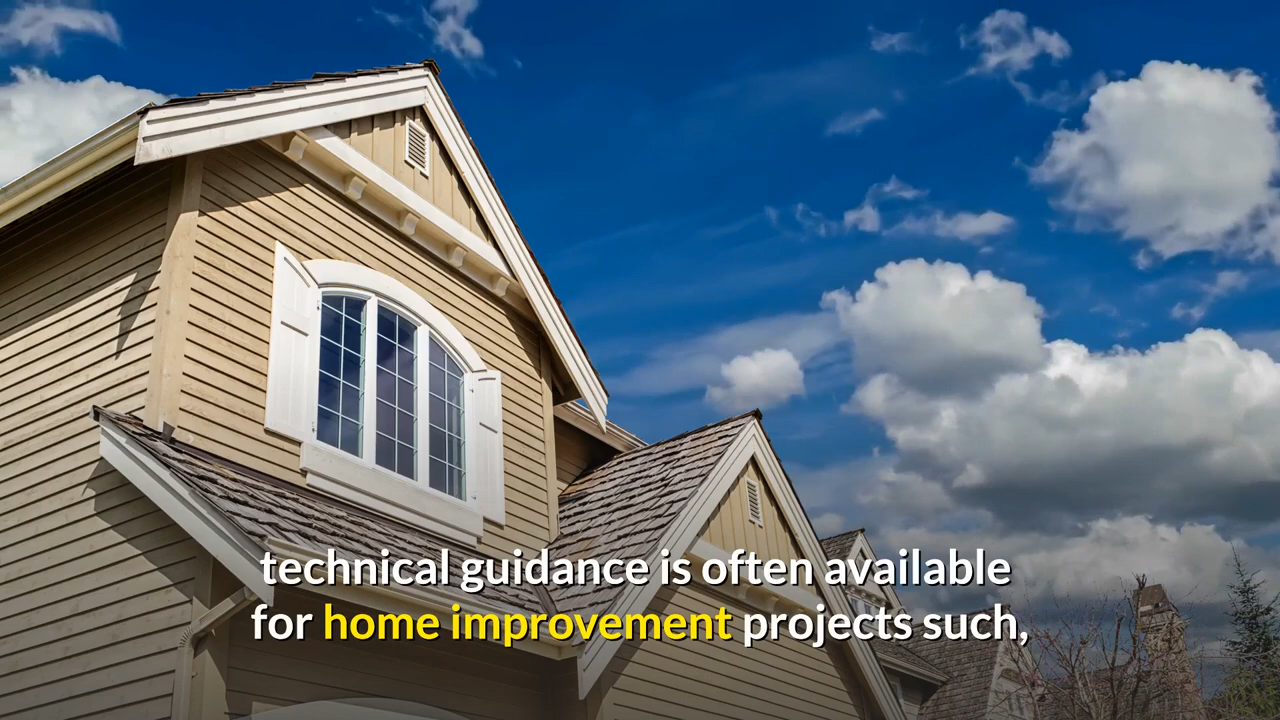 technical guidance is often available
for home improvement projects such,